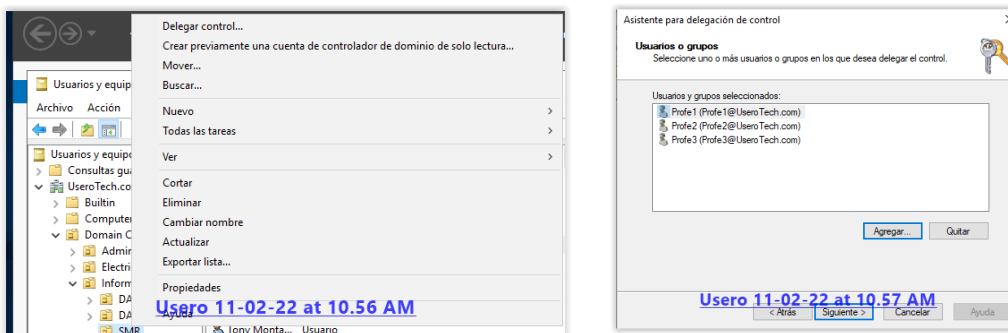 Delegar control...
Crear previamente una cuenta de controlador de dominio de solo lectura...
Mover...
Buscar...
Nuevo
Todas las tareas
Ver
Cortar
Eliminar
Cambiar nombre
Actualizar
Exportar lista...
Propiedades
Ayuda
Usero 11-02-22 at 10.56 AM
Usuarios y equip
Archivo Acción
Usuarios y equipo
Consultas gua
UseroTech.co
Builtin
Computer
Domain C
Admin
Electri
Inform
DA
DA
SMR
Tony Monta... Usuario
Asistente para delegación de control
Usuarios o grupos
Seleccione uno o más usuarios o grupos en los que desea delegar el control.
Usuarios y grupos seleccionados:
Profe1 (Profe1@UseroTech.com)
Profe2 (Profe2@UseroTech.com)
Profe3 (Profe3@UseroTech.com)
Agregar... Quitar
Usero 11-02-22 at 10.57 AM
< Atrás Siguiente > Cancelar Ayuda